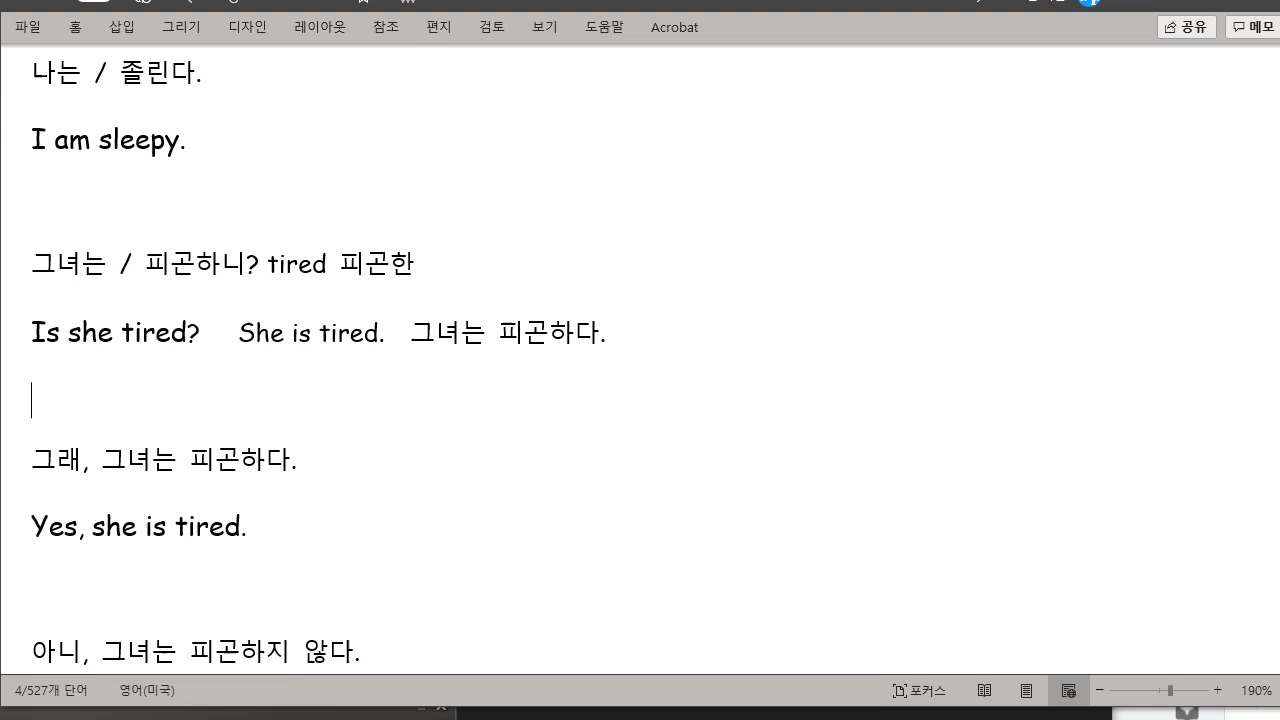 파일 홈 삽입 그리기 디자인 레이아웃 참조 편지 검토 보기 도움말 Acrobat 공유 메모
나는 / 졸린다.
I am sleepy.
그녀는 / 피곤하니? tired 피곤한
Is she tired? She is tired. 그녀는 피곤하다.
그래, 그녀는 피곤하다.
Yes, she is tired.
아니, 그녀는 피곤하지 않다.
4/527개 단어 영어(미국) 포커스 190%